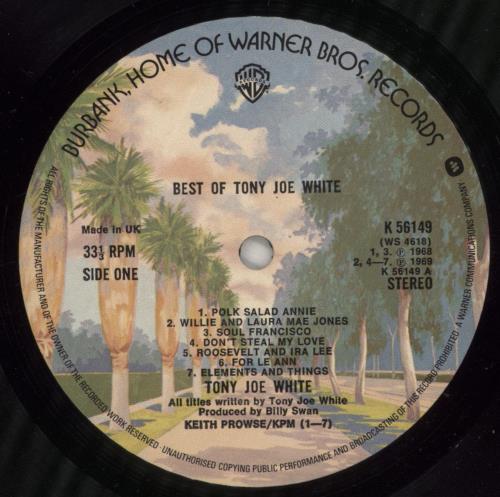 BURBANK, HOME OF WARNER BROS. RECORDS
BEST OF TONY JOE WHITE
Made in UK
33⅓ RPM
SIDE ONE
K 56149
(WS 4618)
1, 3. ℗ 1968
2, 4—7. ℗ 1969
K 56149 A
STEREO
1. POLK SALAD ANNIE
2. WILLIE AND LAURA MAE JONES
3. SOUL FRANCISCO
4. DON'T STEAL MY LOVE
5. ROOSEVELT AND IRA LEE
6. FOR LE ANN
7. ELEMENTS AND THINGS
TONY JOE WHITE
All titles written by Tony Joe White
Produced by Billy Swan
KEITH PROWSE/KPM (1—7)
ALL RIGHTS OF THE MANUFACTURER AND OF THE OWNER OF THE RECORDED WORK RESERVED · UNAUTHORISED COPYING PUBLIC PERFORMANCE AND BROADCASTING OF THIS RECORD PROHIBITED · A WARNER COMMUNICATIONS COMPANY